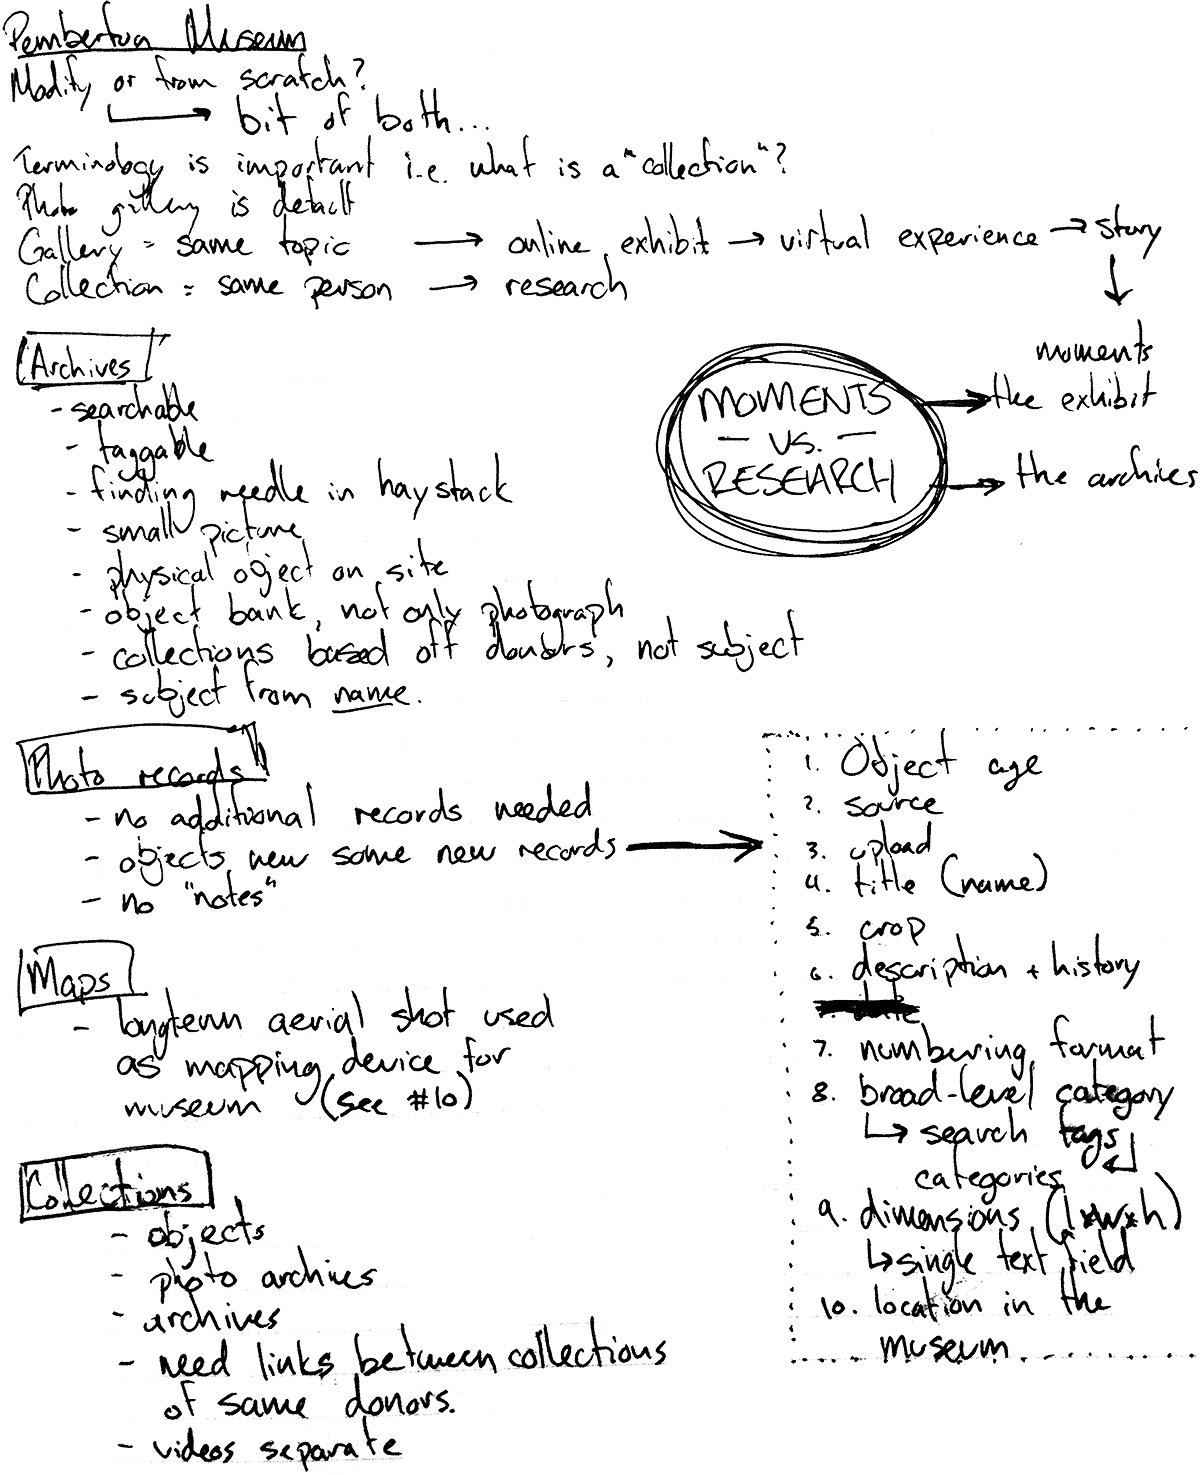 Pemberton Museum
Modify or from scratch?
bit of both...
Terminology is important i.e. what is a "collection"?
Photo gallery is default
Gallery = same topic → online exhibit → virtual experience → story
Collection = same person → research
moments
Archives
- searchable
- taggable
- finding needle in haystack
- small picture
- physical object on site
- object bank, not only photograph
- collections based off donors, not subject
- subject from name.
MOMENTS → the exhibit
— vs. —
RESEARCH → the archives
Photo records
- no additional records needed
- objects new some new records →
- no "notes"
1. Object age
2. source
3. upload
4. title (name)
5. crop
6. description + history
date
7. numbering format
8. broad-level category
↳ search tags
categories
9. dimensions (l×w×h)
↳ single text field
10. location in the
museum
Maps
- longterm aerial shot used
as mapping device for
museum (see #10)
Collections
- objects
- photo archives
- archives
- need links between collections
of same donors.
- videos separate